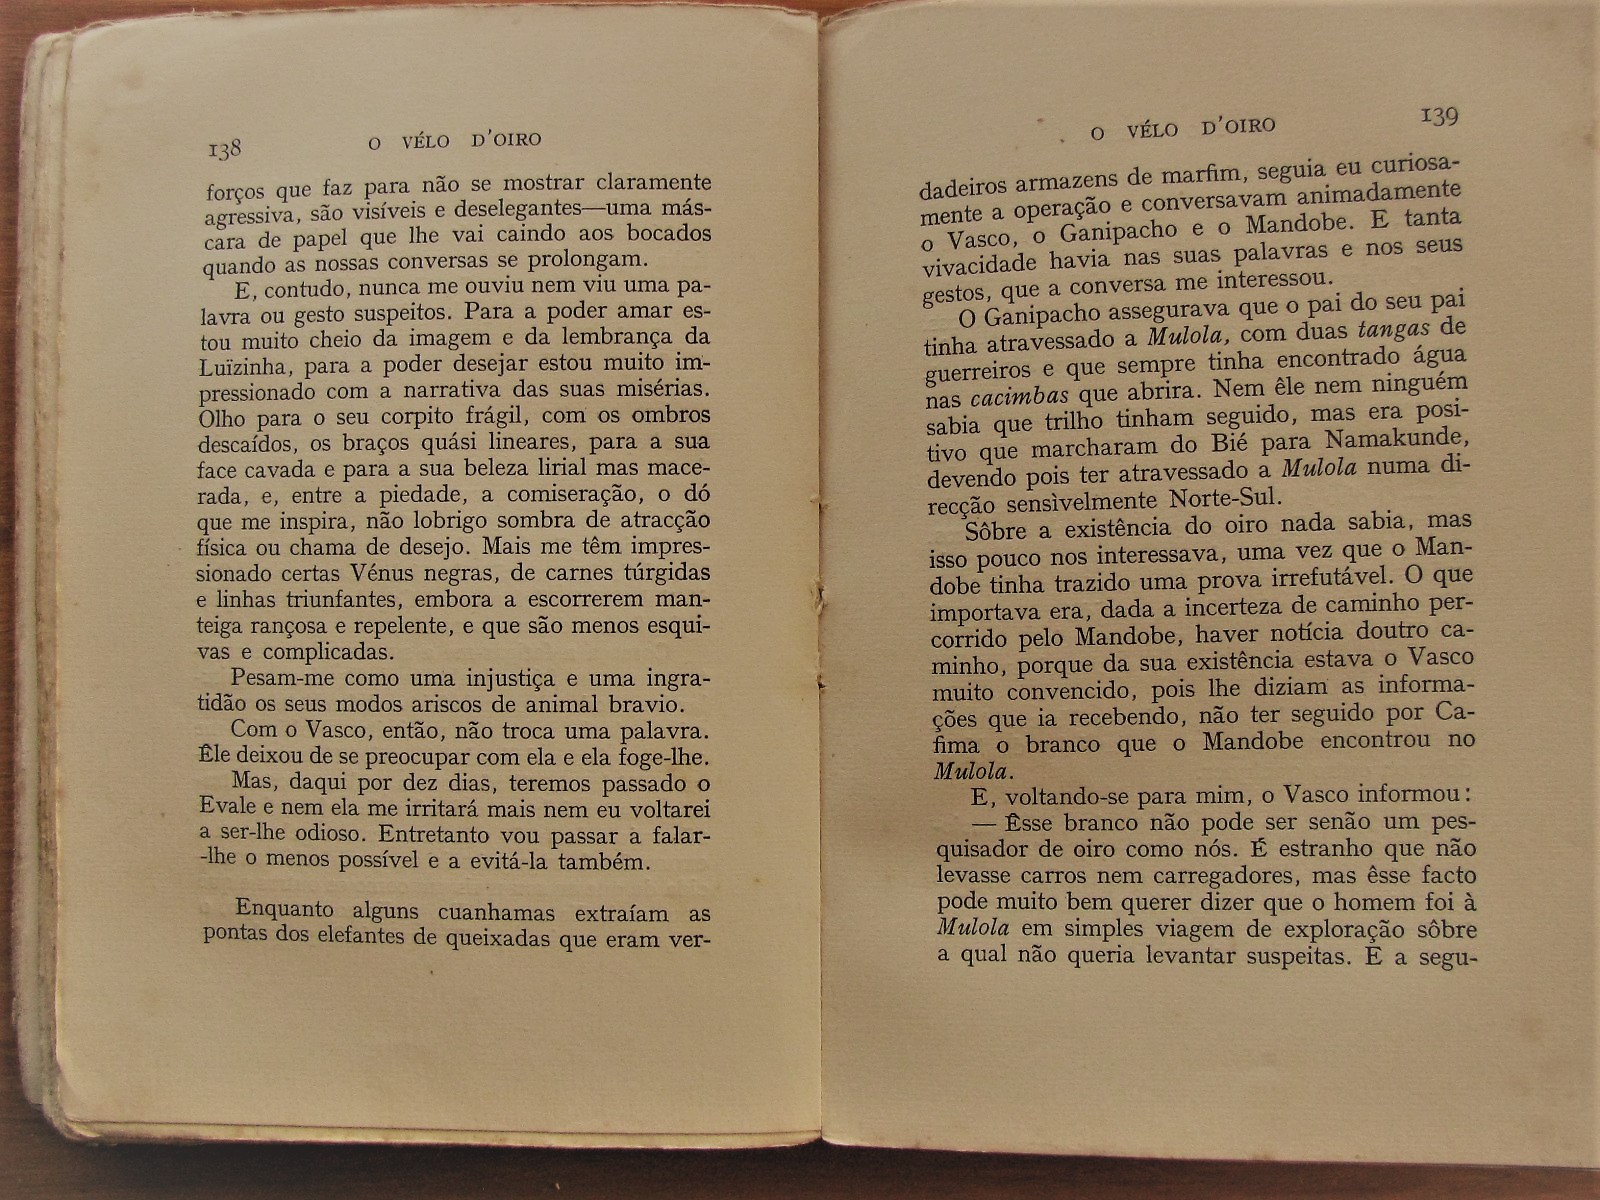 138
O VÉLO D'OIRO
forços que faz para não se mostrar claramente
agressiva, são visíveis e deselegantes—uma más-
cara de papel que lhe vai caindo aos bocados
quando as nossas conversas se prolongam.
E, contudo, nunca me ouviu nem viu uma pa-
lavra ou gesto suspeitos. Para a poder amar es-
tou muito cheio da imagem e da lembrança da
Luïzinha, para a poder desejar estou muito im-
pressionado com a narrativa das suas misérias.
Olho para o seu corpito frágil, com os ombros
descaídos, os braços quási lineares, para a sua
face cavada e para a sua beleza lirial mas mace-
rada, e, entre a piedade, a comiseração, o dó
que me inspira, não lobrigo sombra de atracção
física ou chama de desejo. Mais me têm impres-
sionado certas Vénus negras, de carnes túrgidas
e linhas triunfantes, embora a escorrerem man-
teiga rançosa e repelente, e que são menos esqui-
vas e complicadas.
Pesam-me como uma injustiça e uma ingra-
tidão os seus modos ariscos de animal bravio.
Com o Vasco, então, não troca uma palavra.
Êle deixou de se preocupar com ela e ela foge-lhe.
Mas, daqui por dez dias, teremos passado o
Evale e nem ela me irritará mais nem eu voltarei
a ser-lhe odioso. Entretanto vou passar a falar-
-lhe o menos possível e a evitá-la também.
Enquanto alguns cuanhamas extraíam as
pontas dos elefantes de queixadas que eram ver-
O VÉLO D'OIRO
139
dadeiros armazens de marfim, seguia eu curiosa-
mente a operação e conversavam animadamente
o Vasco, o Ganipacho e o Mandobe. E tanta
vivacidade havia nas suas palavras e nos seus
gestos, que a conversa me interessou.
O Ganipacho assegurava que o pai do seu pai
tinha atravessado a Mulola, com duas tangas de
guerreiros e que sempre tinha encontrado água
nas cacimbas que abrira. Nem êle nem ninguém
sabia que trilho tinham seguido, mas era posi-
tivo que marcharam do Bié para Namakunde,
devendo pois ter atravessado a Mulola numa di-
recção sensìvelmente Norte-Sul.
Sôbre a existência do oiro nada sabia, mas
isso pouco nos interessava, uma vez que o Man-
dobe tinha trazido uma prova irrefutável. O que
importava era, dada a incerteza de caminho per-
corrido pelo Mandobe, haver notícia doutro ca-
minho, porque da sua existência estava o Vasco
muito convencido, pois lhe diziam as informa-
ções que ia recebendo, não ter seguido por Ca-
fima o branco que o Mandobe encontrou no
Mulola.
E, voltando-se para mim, o Vasco informou:
— Êsse branco não pode ser senão um pes-
quisador de oiro como nós. É estranho que não
levasse carros nem carregadores, mas êsse facto
pode muito bem querer dizer que o homem foi à
Mulola em simples viagem de exploração sôbre
a qual não queria levantar suspeitas. E a segu-